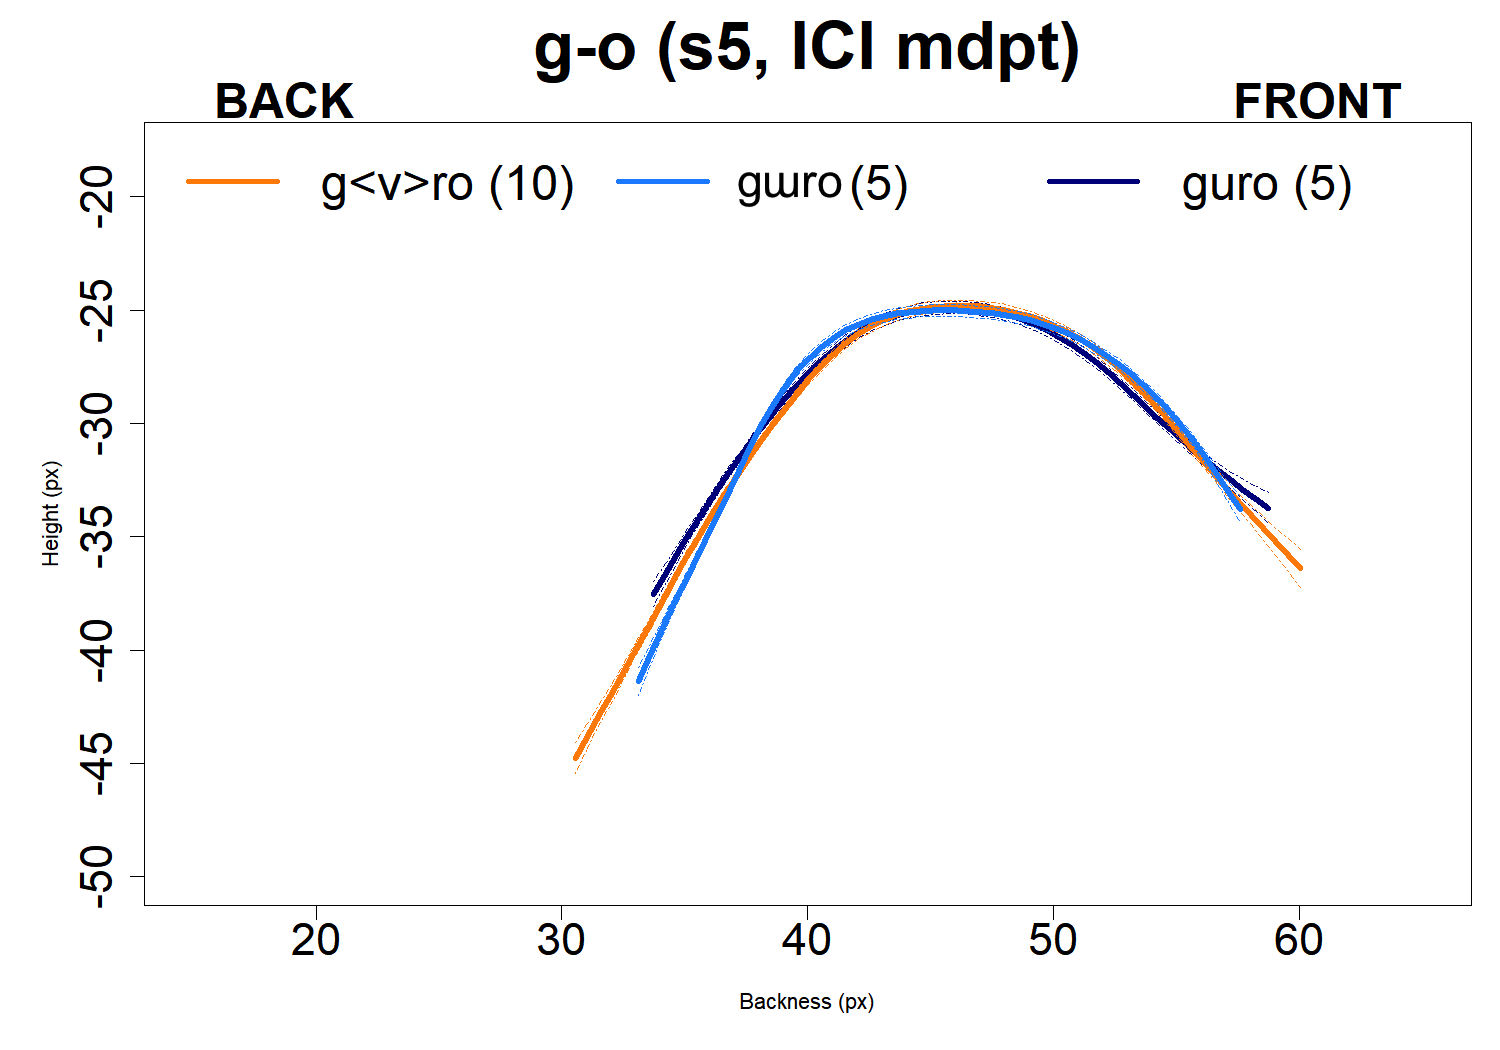 g-o (s5, ICI mdpt)
BACK FRONT
g<v>ro (10) gɯro (5) guro (5)
-20
-25
-30
-35
-40
-45
-50
Height (px)
20 30 40 50 60
Backness (px)